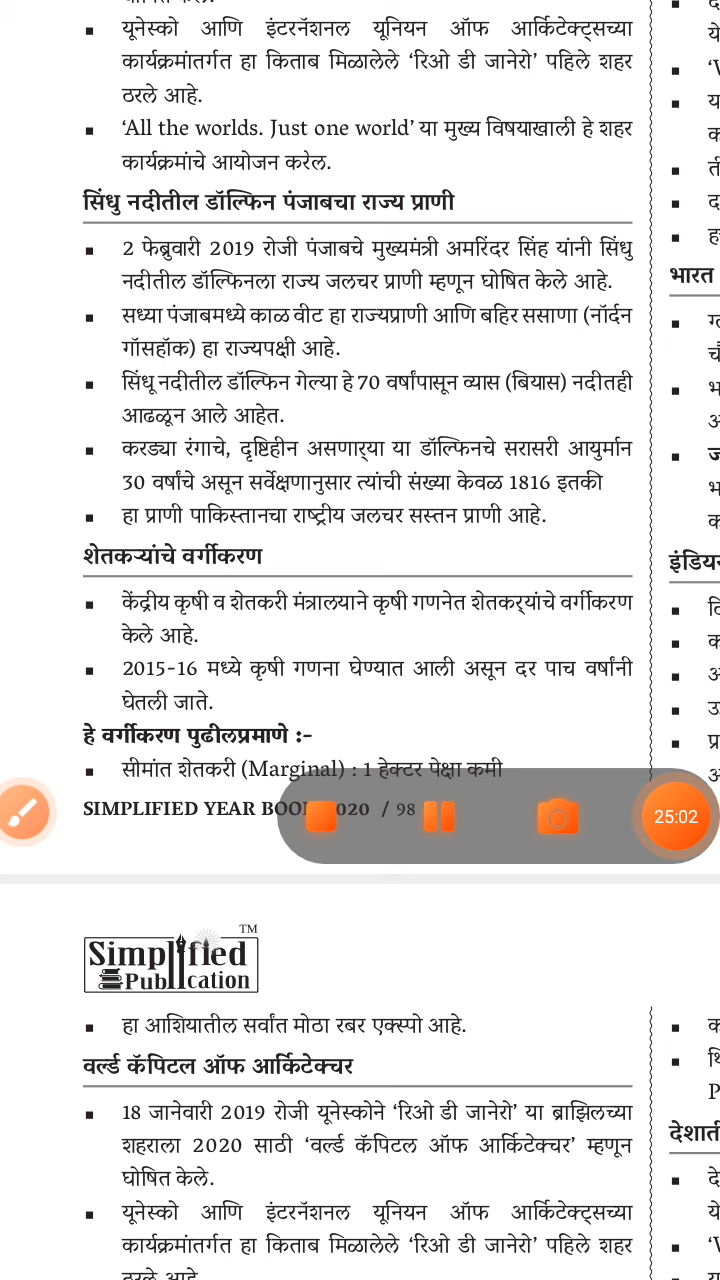 यूनेस्को आणि इंटरनॅशनल यूनियन ऑफ आर्किटेक्ट्सच्या
कार्यक्रमांतर्गत हा किताब मिळालेले ‘रिओ डी जानेरो’ पहिले शहर
ठरले आहे.
‘All the worlds. Just one world’ या मुख्य विषयाखाली हे शहर
कार्यक्रमांचे आयोजन करेल.
सिंधु नदीतील डॉल्फिन पंजाबचा राज्य प्राणी
2 फेब्रुवारी 2019 रोजी पंजाबचे मुख्यमंत्री अमरिंदर सिंह यांनी सिंधु
नदीतील डॉल्फिनला राज्य जलचर प्राणी म्हणून घोषित केले आहे.
सध्या पंजाबमध्ये काळ वीट हा राज्यप्राणी आणि बहिर ससाणा (नॉर्दन
गॉसहॉक) हा राज्यपक्षी आहे.
सिंधू नदीतील डॉल्फिन गेल्या हे 70 वर्षांपासून व्यास (बियास) नदीतही
आढळून आले आहेत.
करड्या रंगाचे, दृष्टिहीन असणाऱ्या या डॉल्फिनचे सरासरी आयुर्मान
30 वर्षांचे असून सर्वेक्षणानुसार त्यांची संख्या केवळ 1816 इतकी
हा प्राणी पाकिस्तानचा राष्ट्रीय जलचर सस्तन प्राणी आहे.
शेतकऱ्यांचे वर्गीकरण
केंद्रीय कृषी व शेतकरी मंत्रालयाने कृषी गणनेत शेतकऱ्यांचे वर्गीकरण
केले आहे.
2015-16 मध्ये कृषी गणना घेण्यात आली असून दर पाच वर्षांनी
घेतली जाते.
हे वर्गीकरण पुढीलप्रमाणे :-
सीमांत शेतकरी (Marginal) : 1 हेक्टर पेक्षा कमी
SIMPLIFIED YEAR / 98
25:02
भारत
Simplified TM
Publication
हा आशियातील सर्वांत मोठा रबर एक्स्पो आहे.
वर्ल्ड कॅपिटल ऑफ आर्किटेक्चर
18 जानेवारी 2019 रोजी यूनेस्कोने ‘रिओ डी जानेरो’ या ब्राझिलच्या
शहराला 2020 साठी ‘वर्ल्ड कॅपिटल ऑफ आर्किटेक्चर’ म्हणून
घोषित केले.
यूनेस्को आणि इंटरनॅशनल यूनियन ऑफ आर्किटेक्ट्सच्या
कार्यक्रमांतर्गत हा किताब मिळालेले ‘रिओ डी जानेरो’ पहिले शहर